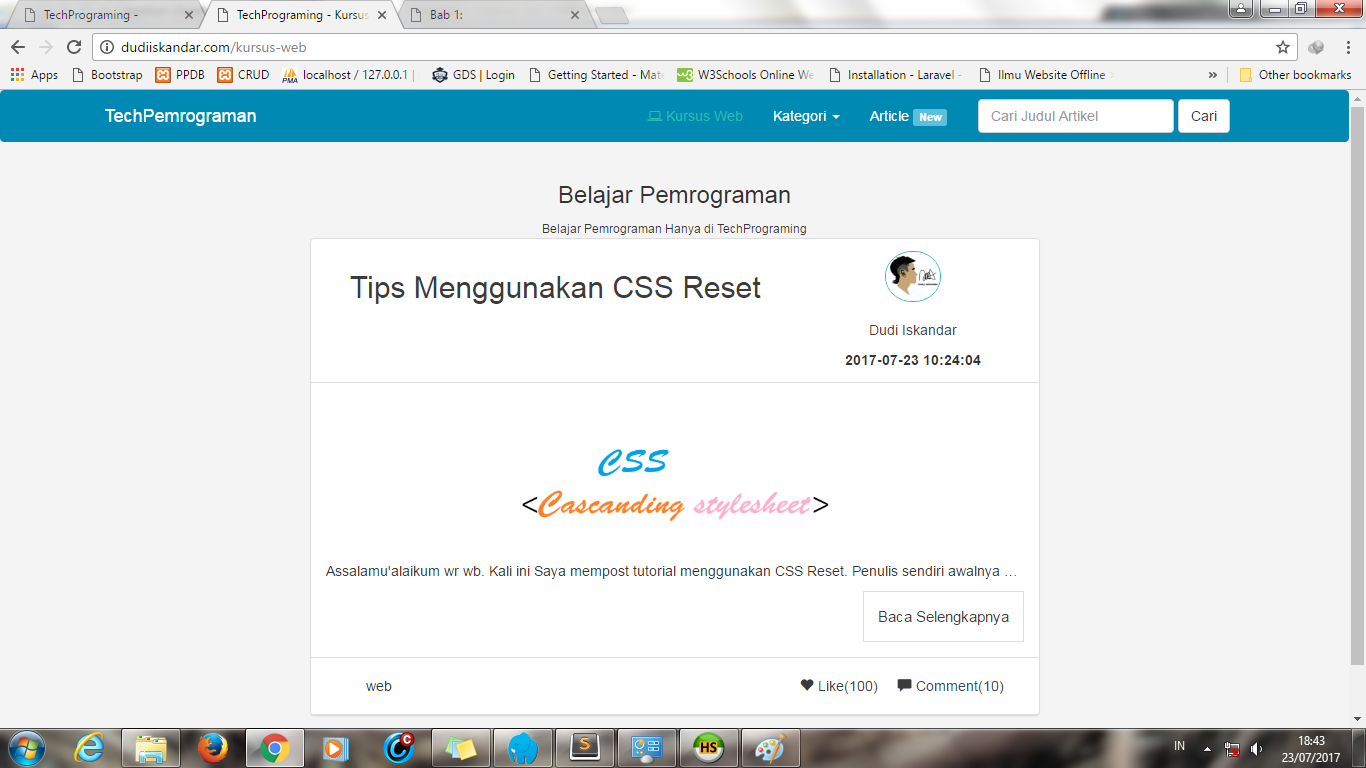 TechPrograming -
TechPrograming - Kursus
Bab 1:
dudiiskandar.com/kursus-web
Apps Bootstrap PPDB CRUD localhost / 127.0.0.1 | GDS | Login Getting Started - Mate W3Schools Online We Installation - Laravel - Ilmu Website Offline » Other bookmarks
TechPemrograman Kursus Web Kategori Article New Cari Judul Artikel Cari
Belajar Pemrograman
Belajar Pemrograman Hanya di TechPrograming
Tips Menggunakan CSS Reset
Dudi Iskandar
2017-07-23 10:24:04
CSS
<Cascanding stylesheet>
Assalamu'alaikum wr wb. Kali ini Saya mempost tutorial menggunakan CSS Reset. Penulis sendiri awalnya …
Baca Selengkapnya
web Like(100) Comment(10)
PMA
HS
IN
18:43
23/07/2017